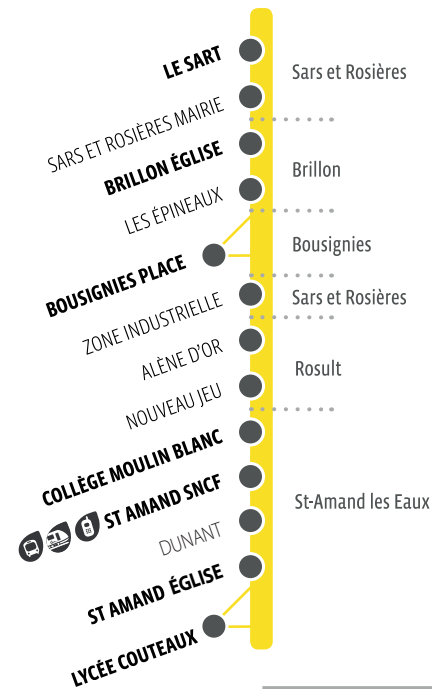 LE SART
Sars et Rosières
SARS ET ROSIÈRES MAIRIE
BRILLON ÉGLISE
Brillon
LES ÉPINEAUX
Bousignies
BOUSIGNIES PLACE
Sars et Rosières
ZONE INDUSTRIELLE
ALÈNE D'OR
Rosult
NOUVEAU JEU
COLLÈGE MOULIN BLANC
St-Amand les Eaux
ST AMAND SNCF
DUNANT
ST AMAND ÉGLISE
LYCÉE COUTEAUX